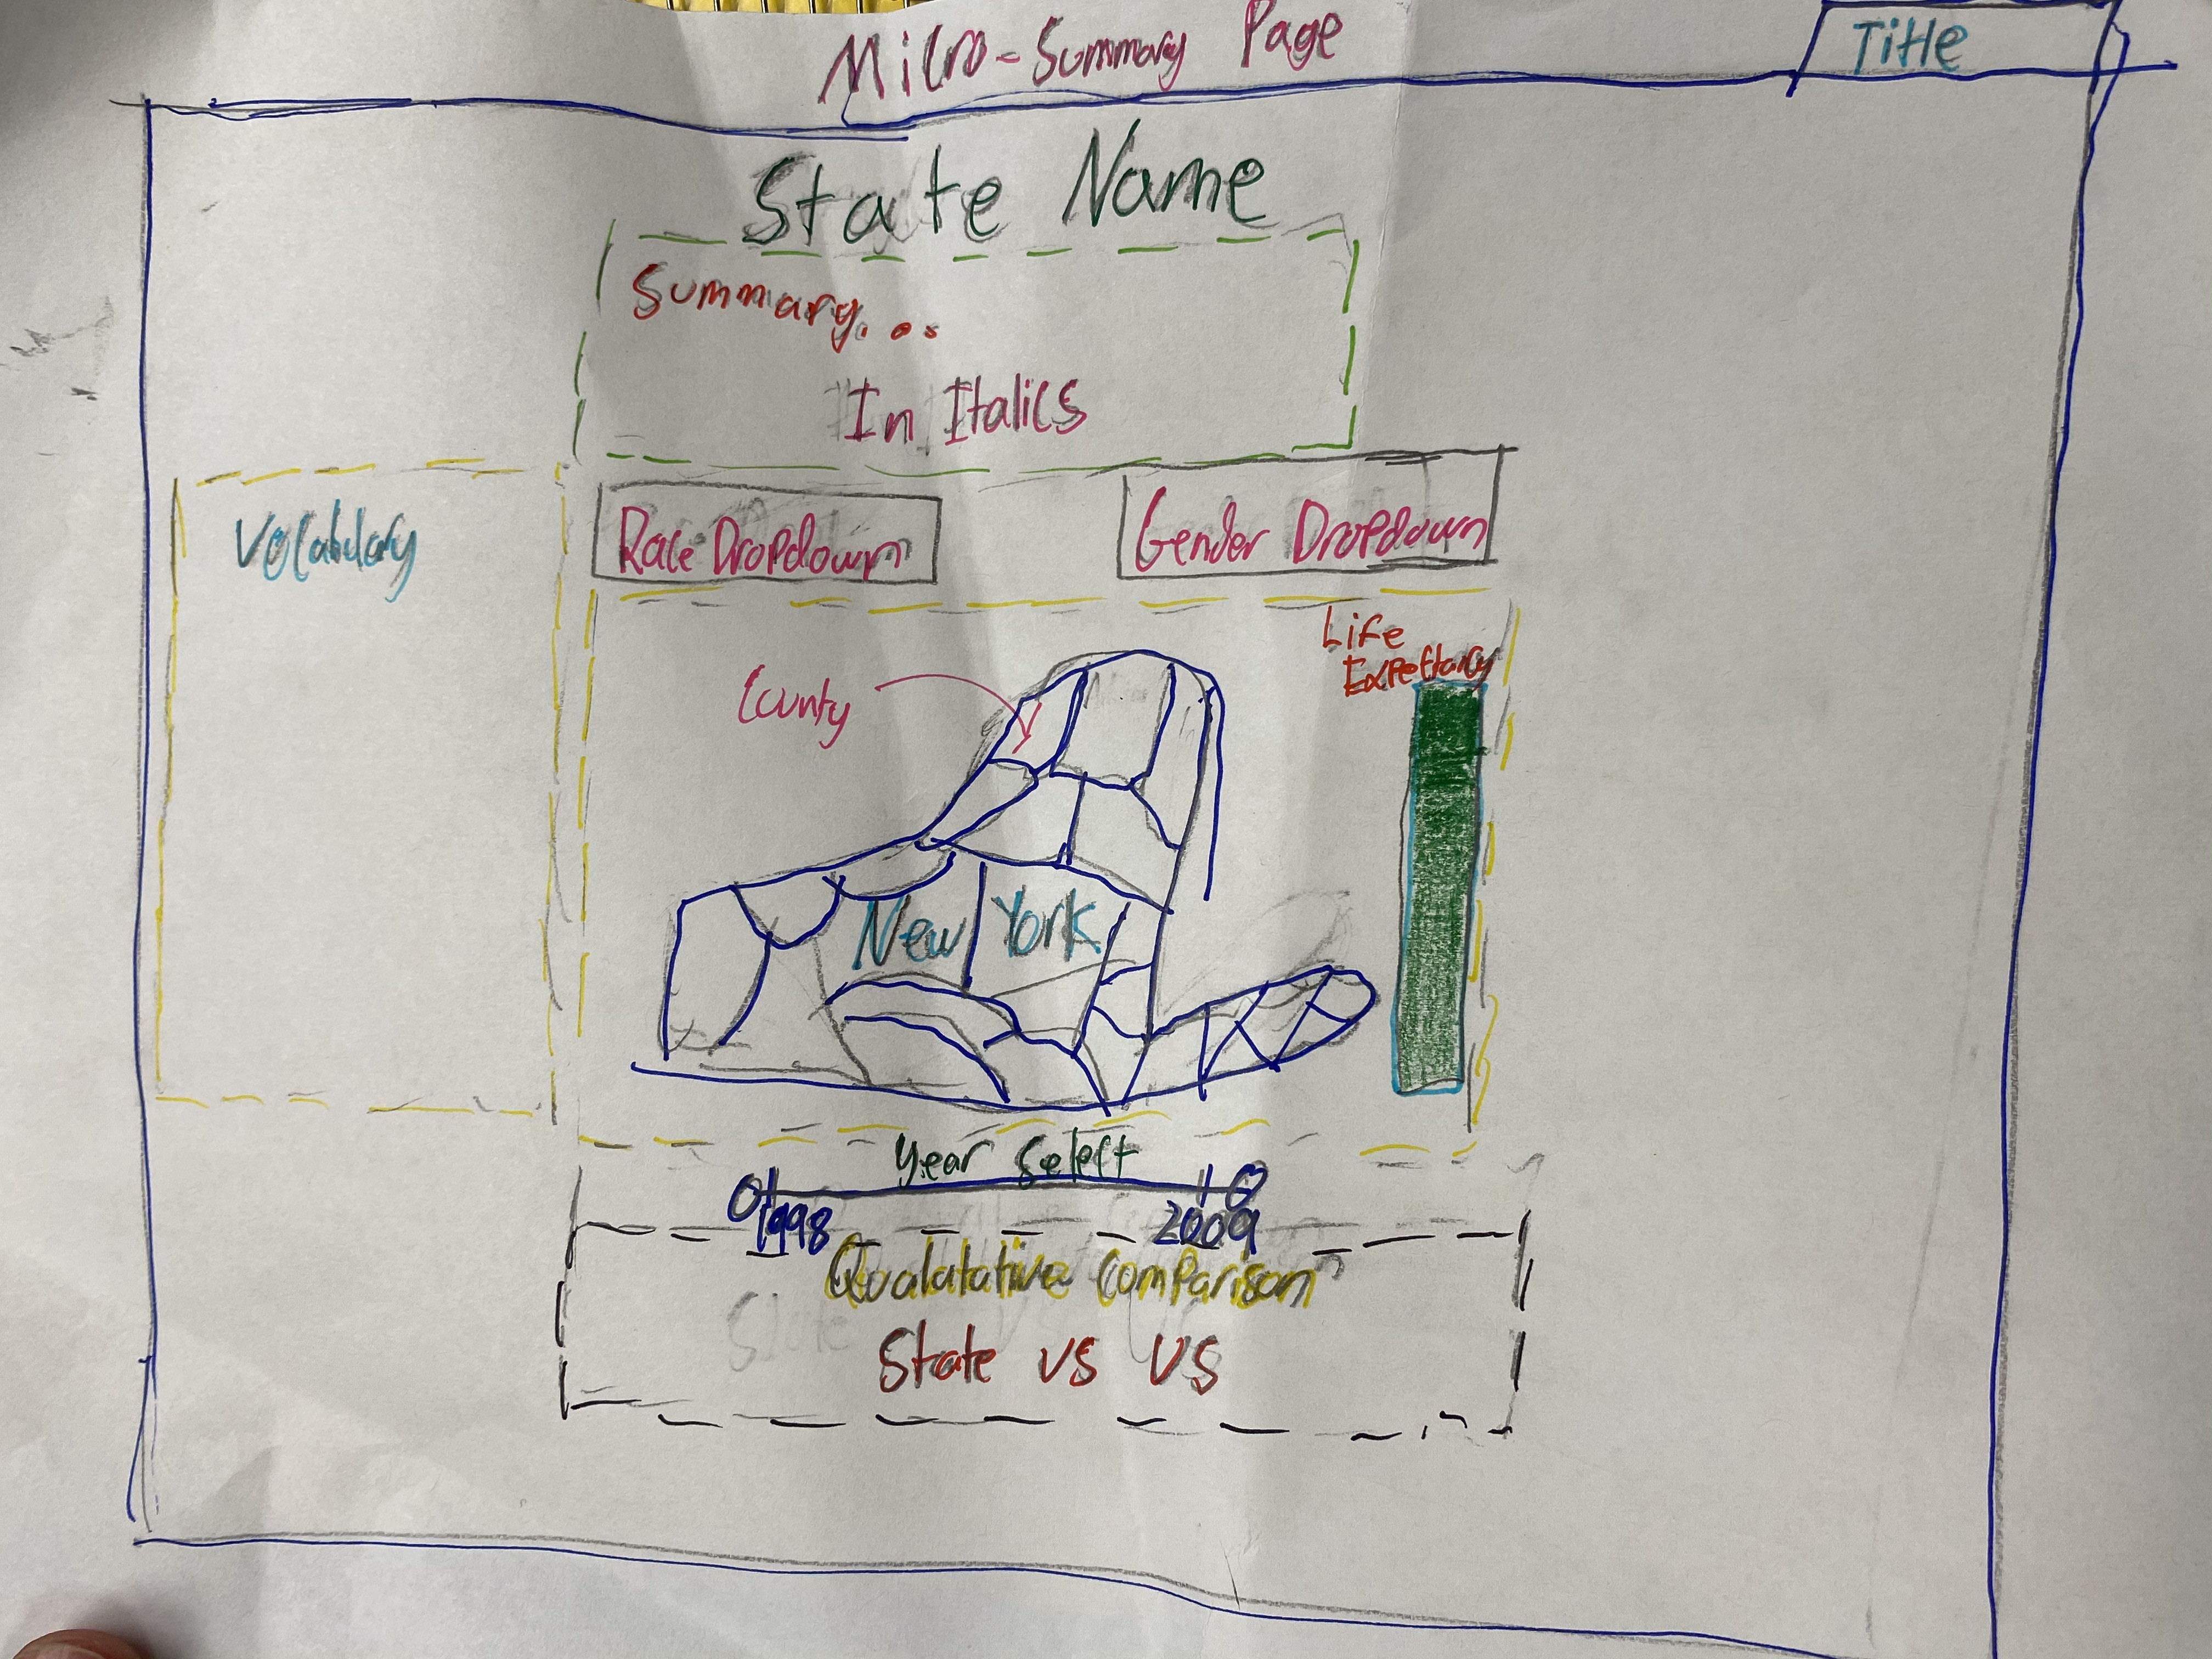 Micro-Summary Page
Title
State Name
Summary...
In Italics
Vocabulary
Race Dropdown
Gender Dropdown
Life
Expectancy
County
New York
Year Select
1998
2009
Qualatative Comparison
State vs US